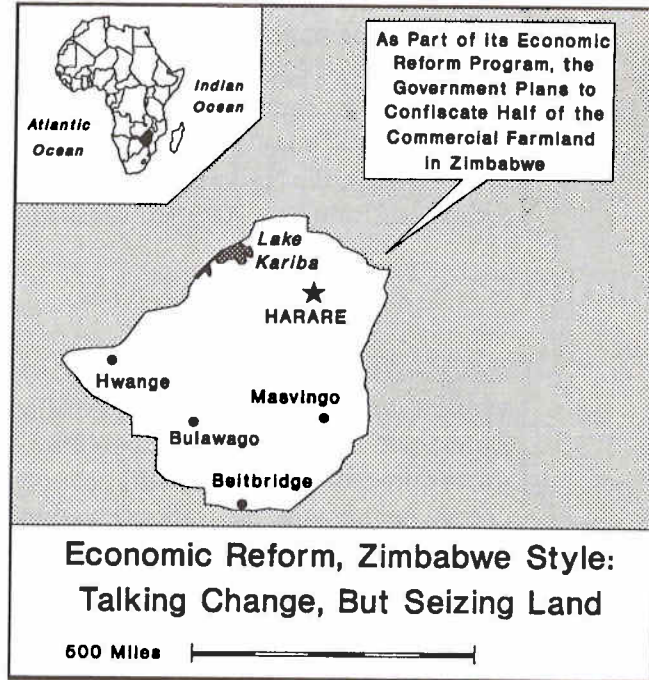 Indian
Ocean
Atlantic
Ocean
As Part of its Economic
Reform Program, the
Government Plans to
Confiscate Half of the
Commercial Farmland
in Zimbabwe
Lake
Kariba
HARARE
Hwange
Masvingo
Bulawago
Beitbridge
Economic Reform, Zimbabwe Style:
Talking Change, But Seizing Land
500 Miles